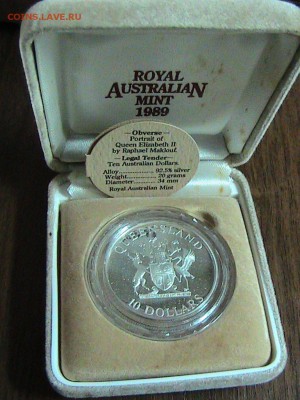 COINS.LAVE.RU
ROYAL
AUSTRALIAN
MINT
1989
—Obverse—
Portrait of
Queen Elizabeth II
by Raphael Maklouf.
—Legal Tender—
Ten Australian Dollars.
Alloy............. 92.5% silver
Weight.......... 20 grams
Diameter....... 34 mm
Royal Australian Mint
QUEENSLAND
10 DOLLARS